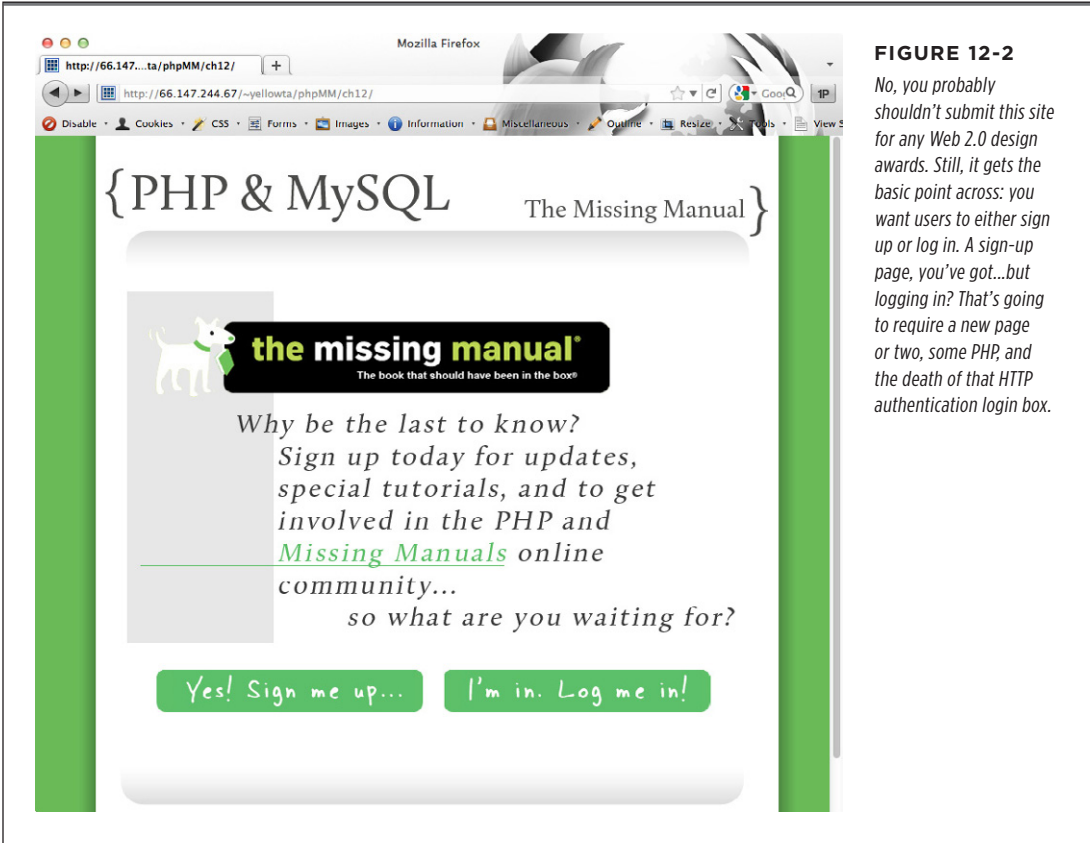 Mozilla Firefox
http://66.147....ta/phpMM/ch12/
+
http://66.147.244.67/~yellowta/phpMM/ch12/
Goo
1P
Disable Cookies CSS Forms Images Information Miscellaneous Outline Resize Tools View S
{PHP & MySQL
The Missing Manual}
the missing manual®
The book that should have been in the box®
Why be the last to know?
Sign up today for updates,
special tutorials, and to get
involved in the PHP and
Missing Manuals online
community...
so what are you waiting for?
Yes! Sign me up...
I'm in. Log me in!
FIGURE 12-2
No, you probably
shouldn't submit this site
for any Web 2.0 design
awards. Still, it gets the
basic point across: you
want users to either sign
up or log in. A sign-up
page, you've got...but
logging in? That's going
to require a new page
or two, some PHP, and
the death of that HTTP
authentication login box.